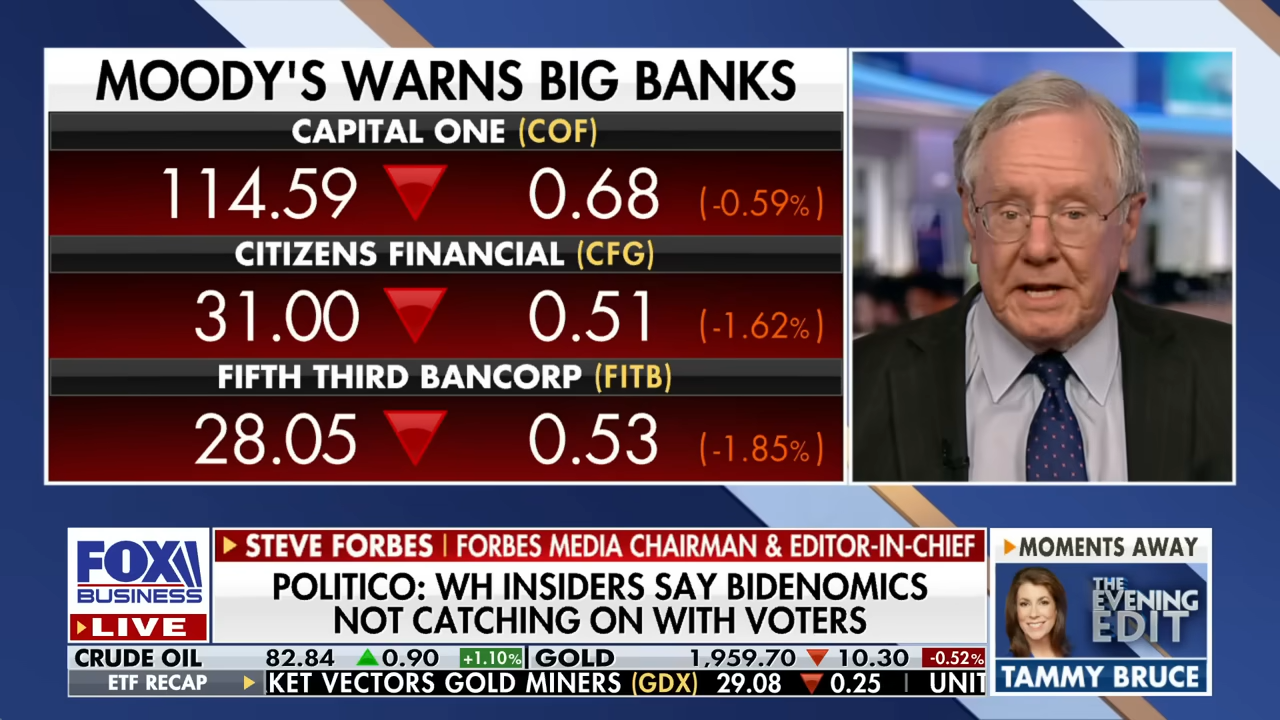 MOODY'S WARNS BIG BANKS
CAPITAL ONE (COF)
114.59 0.68 (-0.59%)
CITIZENS FINANCIAL (CFG)
31.00 0.51 (-1.62%)
FIFTH THIRD BANCORP (FITB)
28.05 0.53 (-1.85%)
FOX
BUSINESS
LIVE
STEVE FORBES | FORBES MEDIA CHAIRMAN & EDITOR-IN-CHIEF
POLITICO: WH INSIDERS SAY BIDENOMICS
NOT CATCHING ON WITH VOTERS
MOMENTS AWAY
THE
EVENING
EDIT
TAMMY BRUCE
CRUDE OIL 82.84 0.90 +1.10% GOLD 1,959.70 10.30 -0.52%
ETF RECAP KET VECTORS GOLD MINERS (GDX) 29.08 0.25 | UNIT